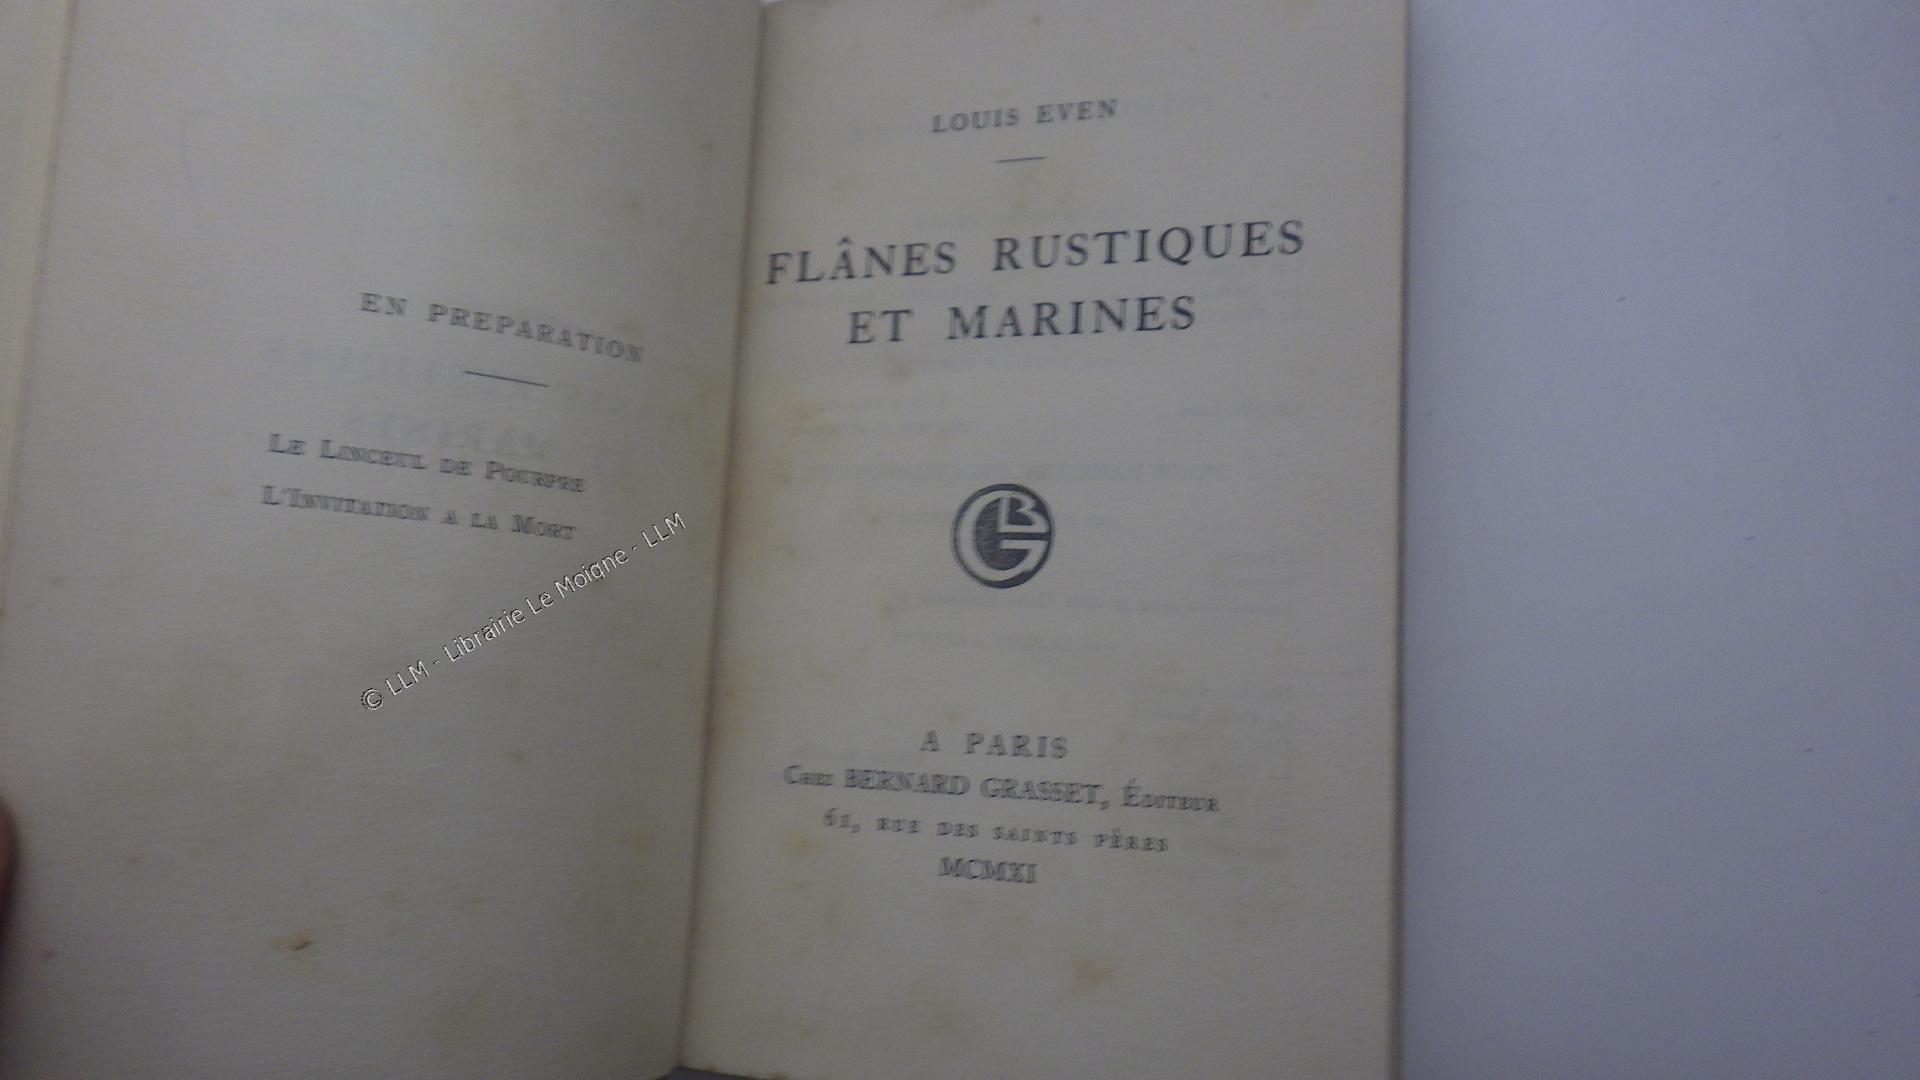 EN PREPARATION
LE LINCEUL DE POURPRE
L'INVITATION A LA MORT
© LLM - Librairie Le Moigne - LLM
LOUIS EVEN
FLÂNES RUSTIQUES
ET MARINES
BG
A PARIS
CHEZ BERNARD GRASSET, ÉDITEUR
61, RUE DES SAINTS PÈRES
MCMXI